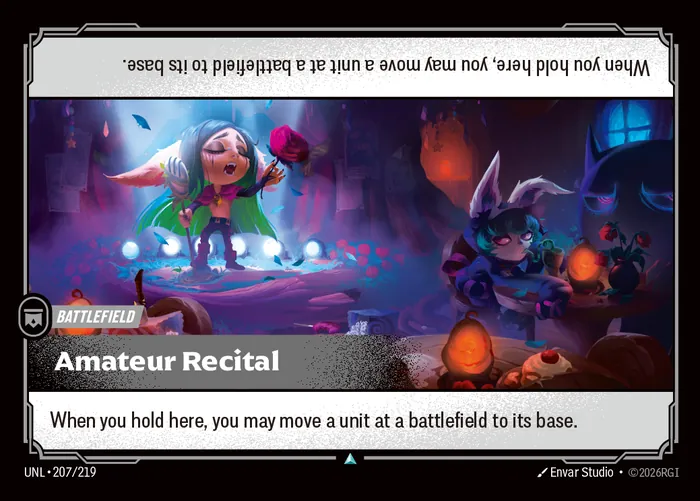 When you hold here, you may move a unit at a battlefield to its base.
BATTLEFIELD
Amateur Recital
When you hold here, you may move a unit at a battlefield to its base.
UNL • 207/219
Envar Studio • ©2026RGI